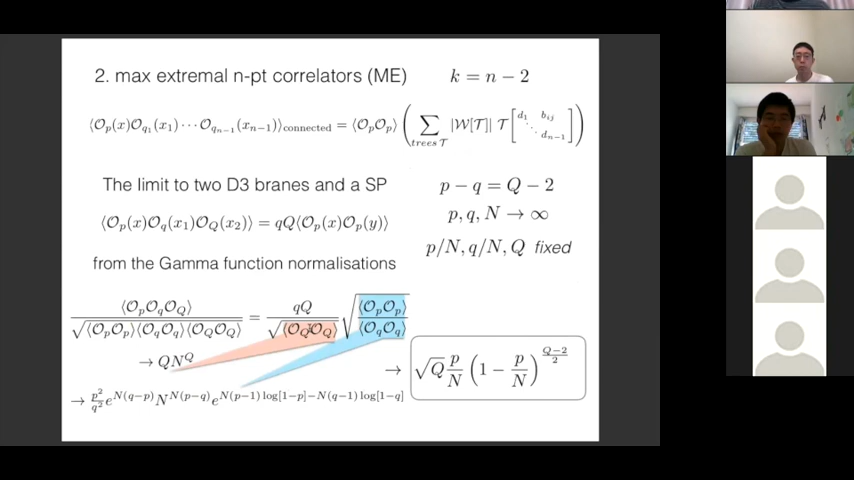 2. max extremal n-pt correlators (ME) k = n − 2
⟨O_p(x)O_{q_1}(x_1) ··· O_{q_{n−1}}(x_{n−1})⟩_connected = ⟨O_pO_p⟩ ( ∑_{trees T} |W[T]| T [ d_1 b_{ij} ⋱ d_{n−1} ] )
The limit to two D3 branes and a SP p − q = Q − 2
p, q, N → ∞
⟨O_p(x)O_q(x_1)O_Q(x_2)⟩ = qQ⟨O_p(x)O_p(y)⟩
p/N, q/N, Q fixed
from the Gamma function normalisations
⟨O_pO_qO_Q⟩ / √(⟨O_pO_p⟩⟨O_qO_q⟩⟨O_QO_Q⟩) = qQ / √⟨O_QO_Q⟩ √(⟨O_pO_p⟩ / ⟨O_qO_q⟩)
→ QN^Q
→ √Q p/N (1 − p/N)^{(Q−2)/2}
→ p²/q² e^{N(q−p)} N^{N(p−q)} e^{N(p−1) log[1−p]−N(q−1) log[1−q]}